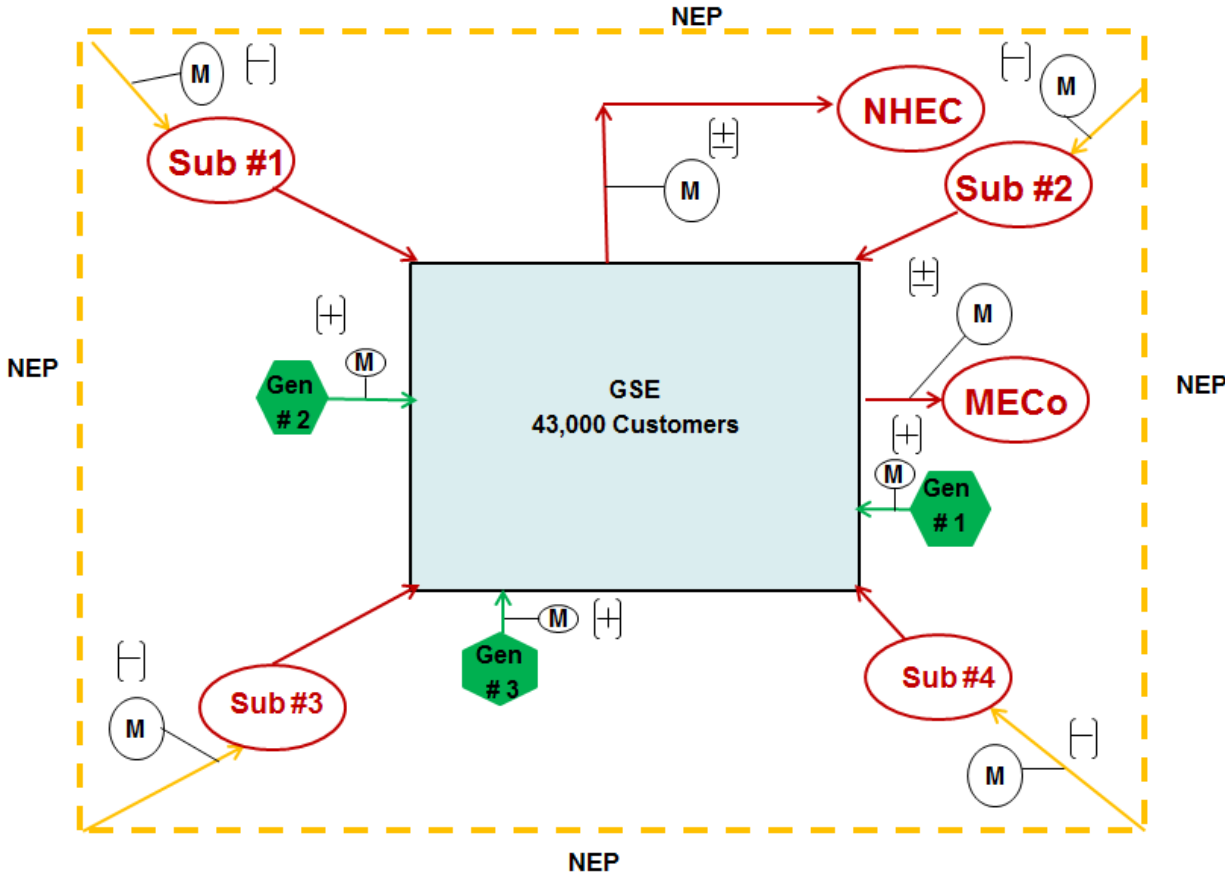 NEP
M
[−]
[−]
M
NHEC
Sub #1
[±]
M
Sub #2
[±]
M
[+]
M
NEP
Gen
# 2
GSE
43,000 Customers
MECo
NEP
[+]
M
Gen
# 1
M
[+]
Gen
# 3
[−]
Sub #3
M
Sub #4
[−]
M
NEP